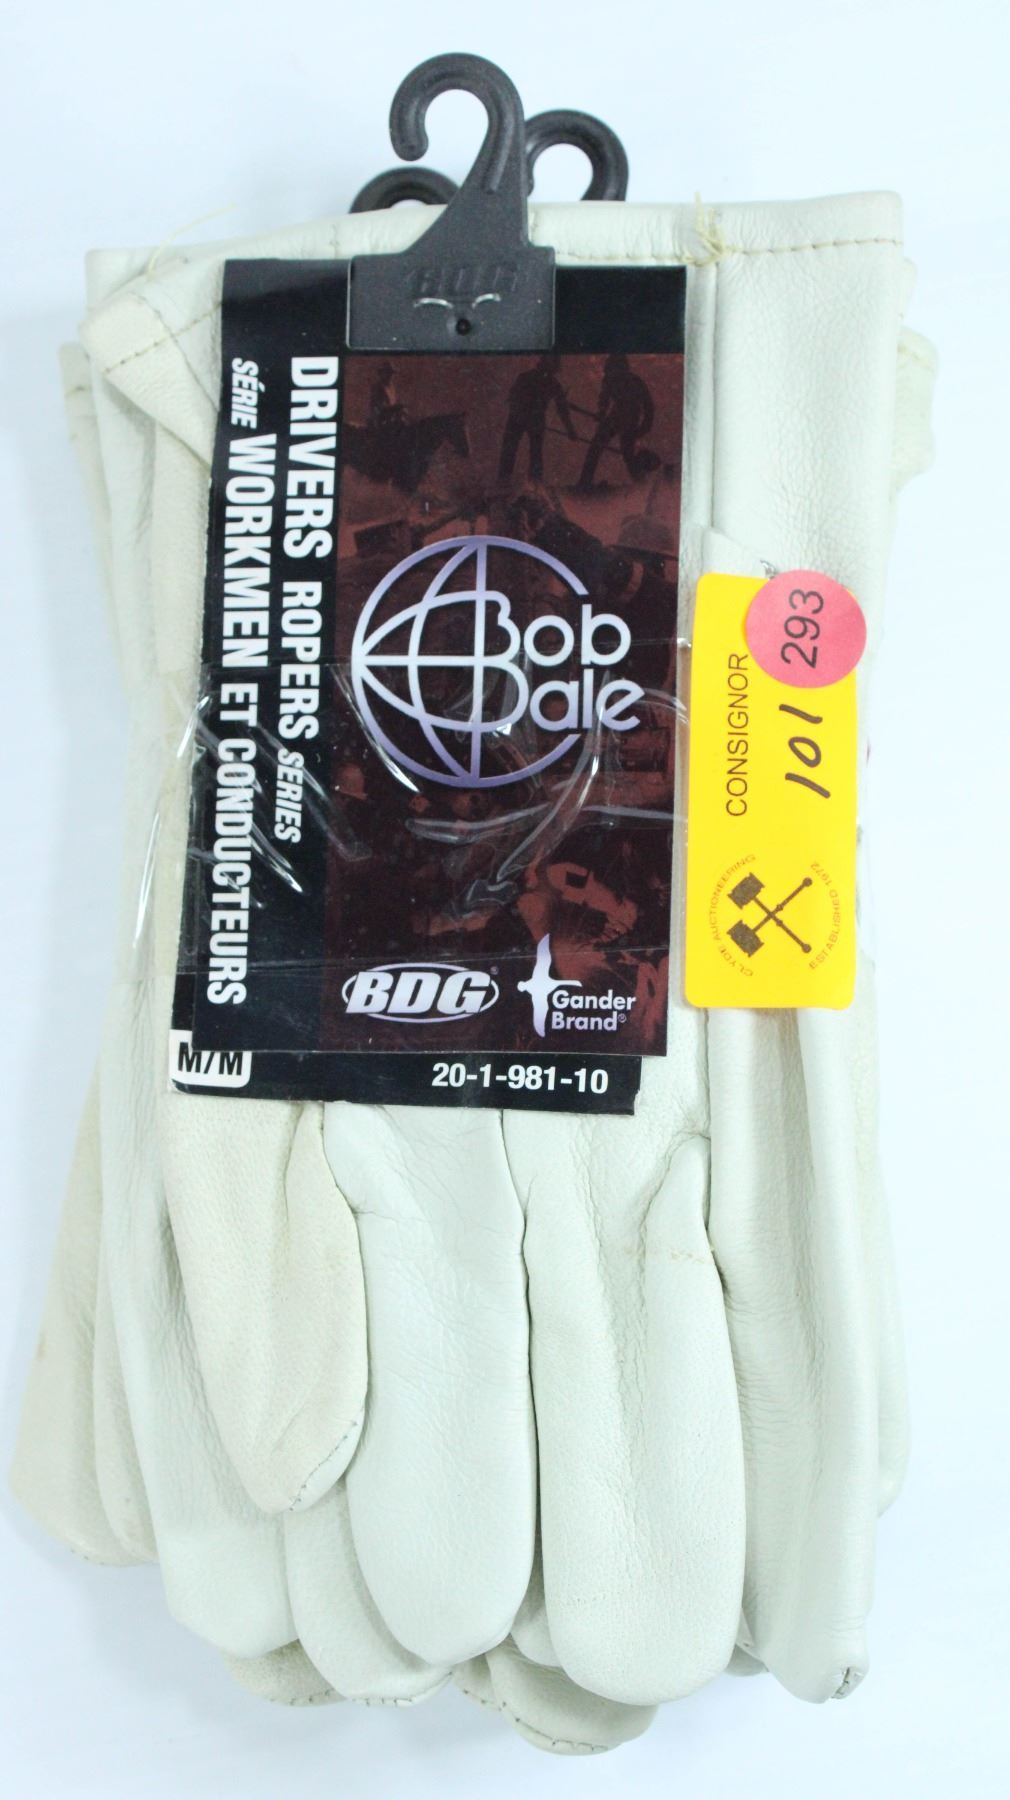 BDG
DRIVERS ROPERS SERIES
SÉRIE WORKMEN ET CONDUCTEURS
Bob
Dale
BDG®
Gander
Brand®
M/M
20-1-981-10
293
CONSIGNOR
101
CLYDE AUCTIONEERING
ESTABLISHED 1972